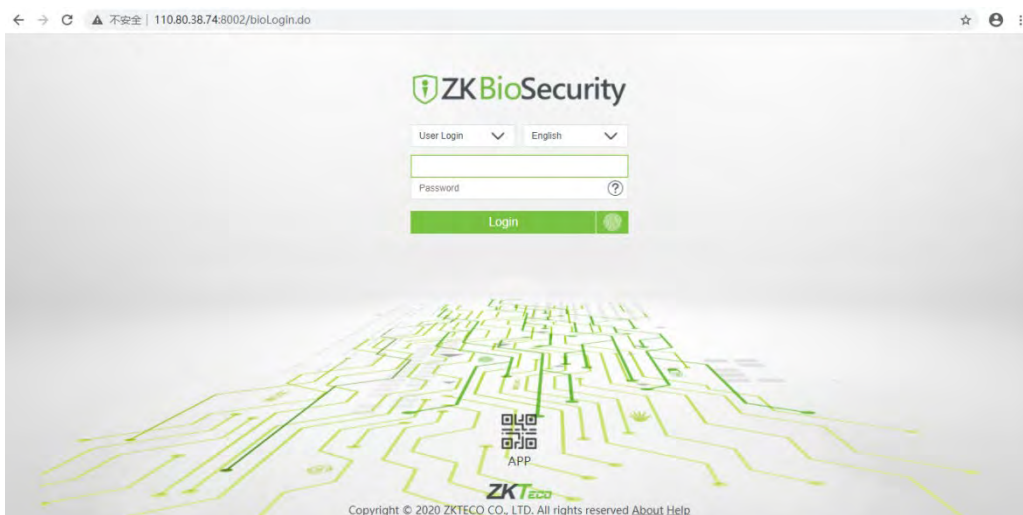 不安全 | 110.80.38.74:8002/bioLogin.do
ZKBioSecurity
User Login English
Password
Login
APP
ZKTECO
Copyright © 2020 ZKTECO CO., LTD. All rights reserved About Help